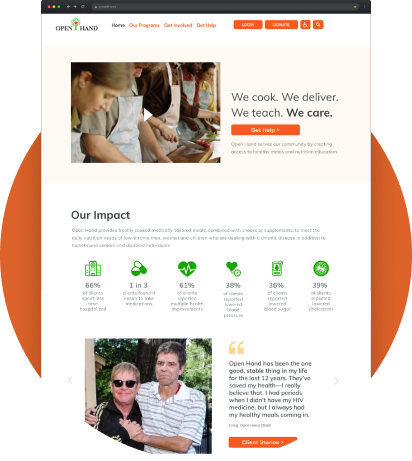 OPEN HAND
Home Our Programs Get Involved Get Help LOGIN DONATE
We cook. We deliver.
We teach. We care.
Get Help >
Open Hand serves our community by creating
access to healthy meals and nutrition education.
Our Impact
Open Hand provides freshly cooked medically tailored meals, combined with snacks or supplements, to meet the
daily nutrition needs of low-income men, women and children who are dealing with a chronic disease in addition to
homebound seniors and disabled individuals.
66% 1 in 3 61% 38% 36% 39%
of clients
spent less
time
hospitalized
clients found it
easier to take
medications
of clients
reported
multiple health
improvements
of clients
reported
lowered
blood
pressure
of clients
reported
lowered
blood sugar
of clients
reported
lowered
cholesterol
Open Hand has been the one
good, stable thing in my life
for the last 12 years. They've
saved my health—I really
believe that. I had periods
when I didn't have my HIV
medicine, but I always had
my healthy meals coming in.
Client Stories >